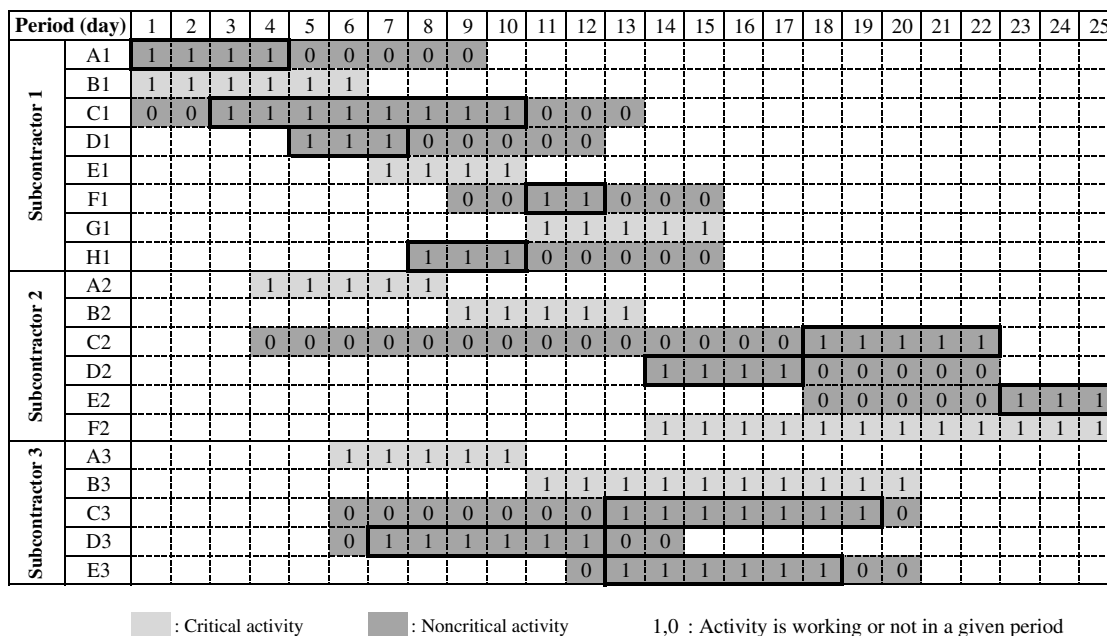 Period (day) 1 2 3 4 5 6 7 8 9 10 11 12 13 14 15 16 17 18 19 20 21 22 23 24 25
Subcontractor 1
A1 1 1 1 1 0 0 0 0 0
B1 1 1 1 1 1 1
C1 0 0 1 1 1 1 1 1 1 1 0 0 0
D1 1 1 1 0 0 0 0 0
E1 1 1 1 1
F1 0 0 1 1 0 0 0
G1 1 1 1 1 1
H1 1 1 1 0 0 0 0 0
Subcontractor 2
A2 1 1 1 1 1
B2 1 1 1 1 1
C2 0 0 0 0 0 0 0 0 0 0 0 0 0 0 1 1 1 1 1
D2 1 1 1 1 0 0 0 0 0
E2 0 0 0 0 0 1 1 1
F2 1 1 1 1 1 1 1 1 1 1 1 1
Subcontractor 3
A3 1 1 1 1 1
B3 1 1 1 1 1 1 1 1 1 1
C3 0 0 0 0 0 0 0 1 1 1 1 1 1 1 0
D3 0 1 1 1 1 1 1 0 0
E3 0 1 1 1 1 1 1 0 0
: Critical activity : Noncritical activity 1,0 : Activity is working or not in a given period